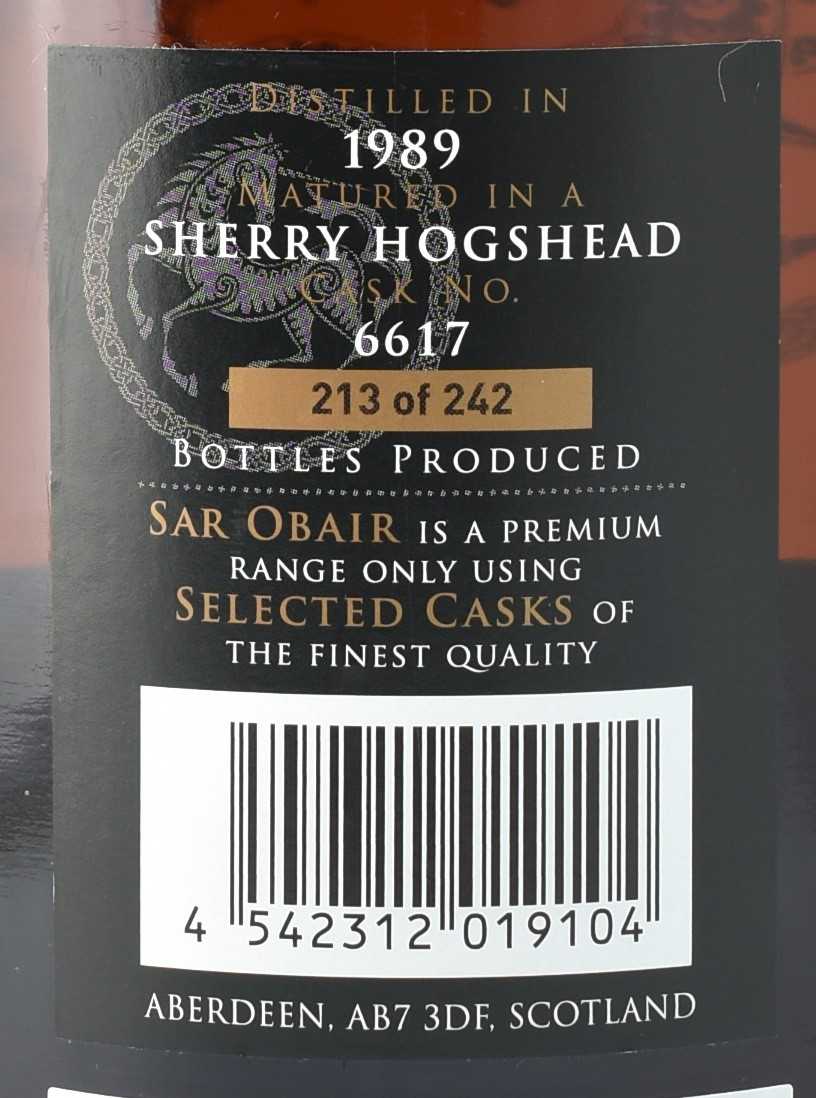 DISTILLED IN
1989
MATURED IN A
SHERRY HOGSHEAD
CASK NO.
6617
213 of 242
BOTTLES PRODUCED
SAR OBAIR IS A PREMIUM
RANGE ONLY USING
SELECTED CASKS OF
THE FINEST QUALITY
4 542312 019104
ABERDEEN, AB7 3DF, SCOTLAND